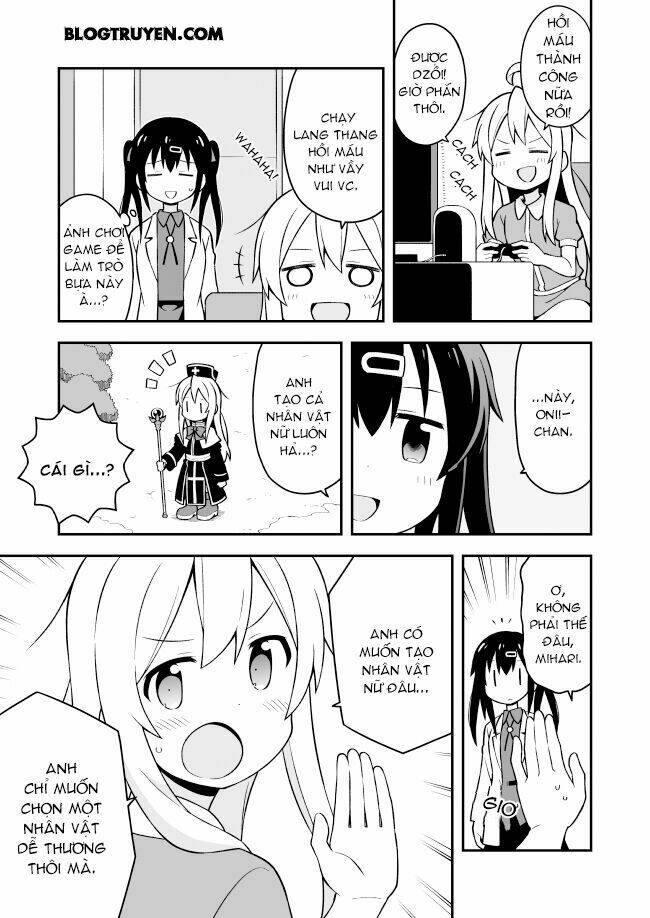 BLOGTRUYEN.COM
HỒI
MÁU
THÀNH
CÔNG
NỮA
RỒI!
ĐƯỢC
DZỒI!
GIỜ PHẮN
THÔI.
CẠCH
CẠCH
CHẠY
LANG THANG
HỒI MÁU
NHƯ VẦY
VUI VC.
WAHAHA!
ẢNH CHƠI
GAME ĐỂ
LÀM TRÒ
BỰA NÀY
À...?
...NÀY,
ONII-
CHAN.
ANH
TẠO CẢ
NHÂN VẬT
NỮ LUÔN
HẢ...?
CÁI GÌ...?
Ơ,
KHÔNG
PHẢI THẾ
ĐÂU,
MIHARI.
GIƠ
ANH CÓ
MUỐN TẠO
NHÂN VẬT
NỮ ĐÂU...
ANH
CHỈ MUỐN
CHỌN MỘT
NHÂN VẬT
DỄ THƯƠNG
THÔI MÀ.